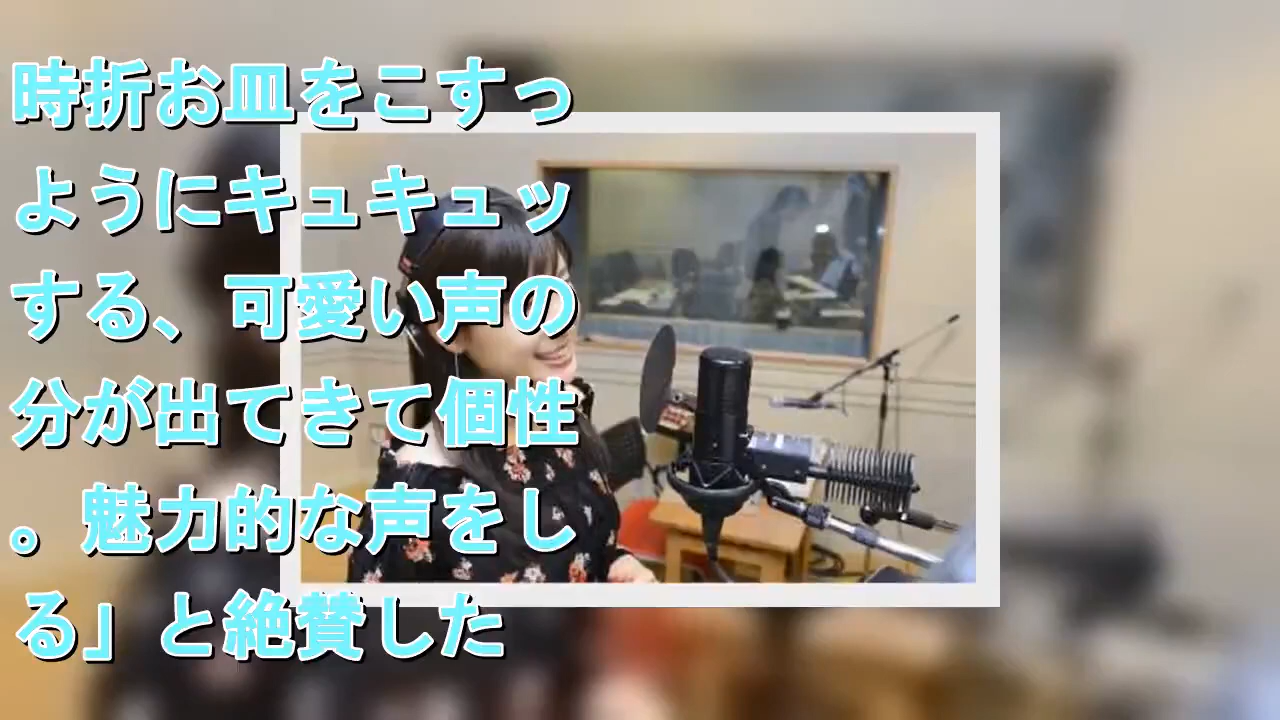 時折お皿をこすっ
ようにキュキュッ
する、可愛い声の
分が出てきて個性
。魅力的な声をし
る」と絶賛した